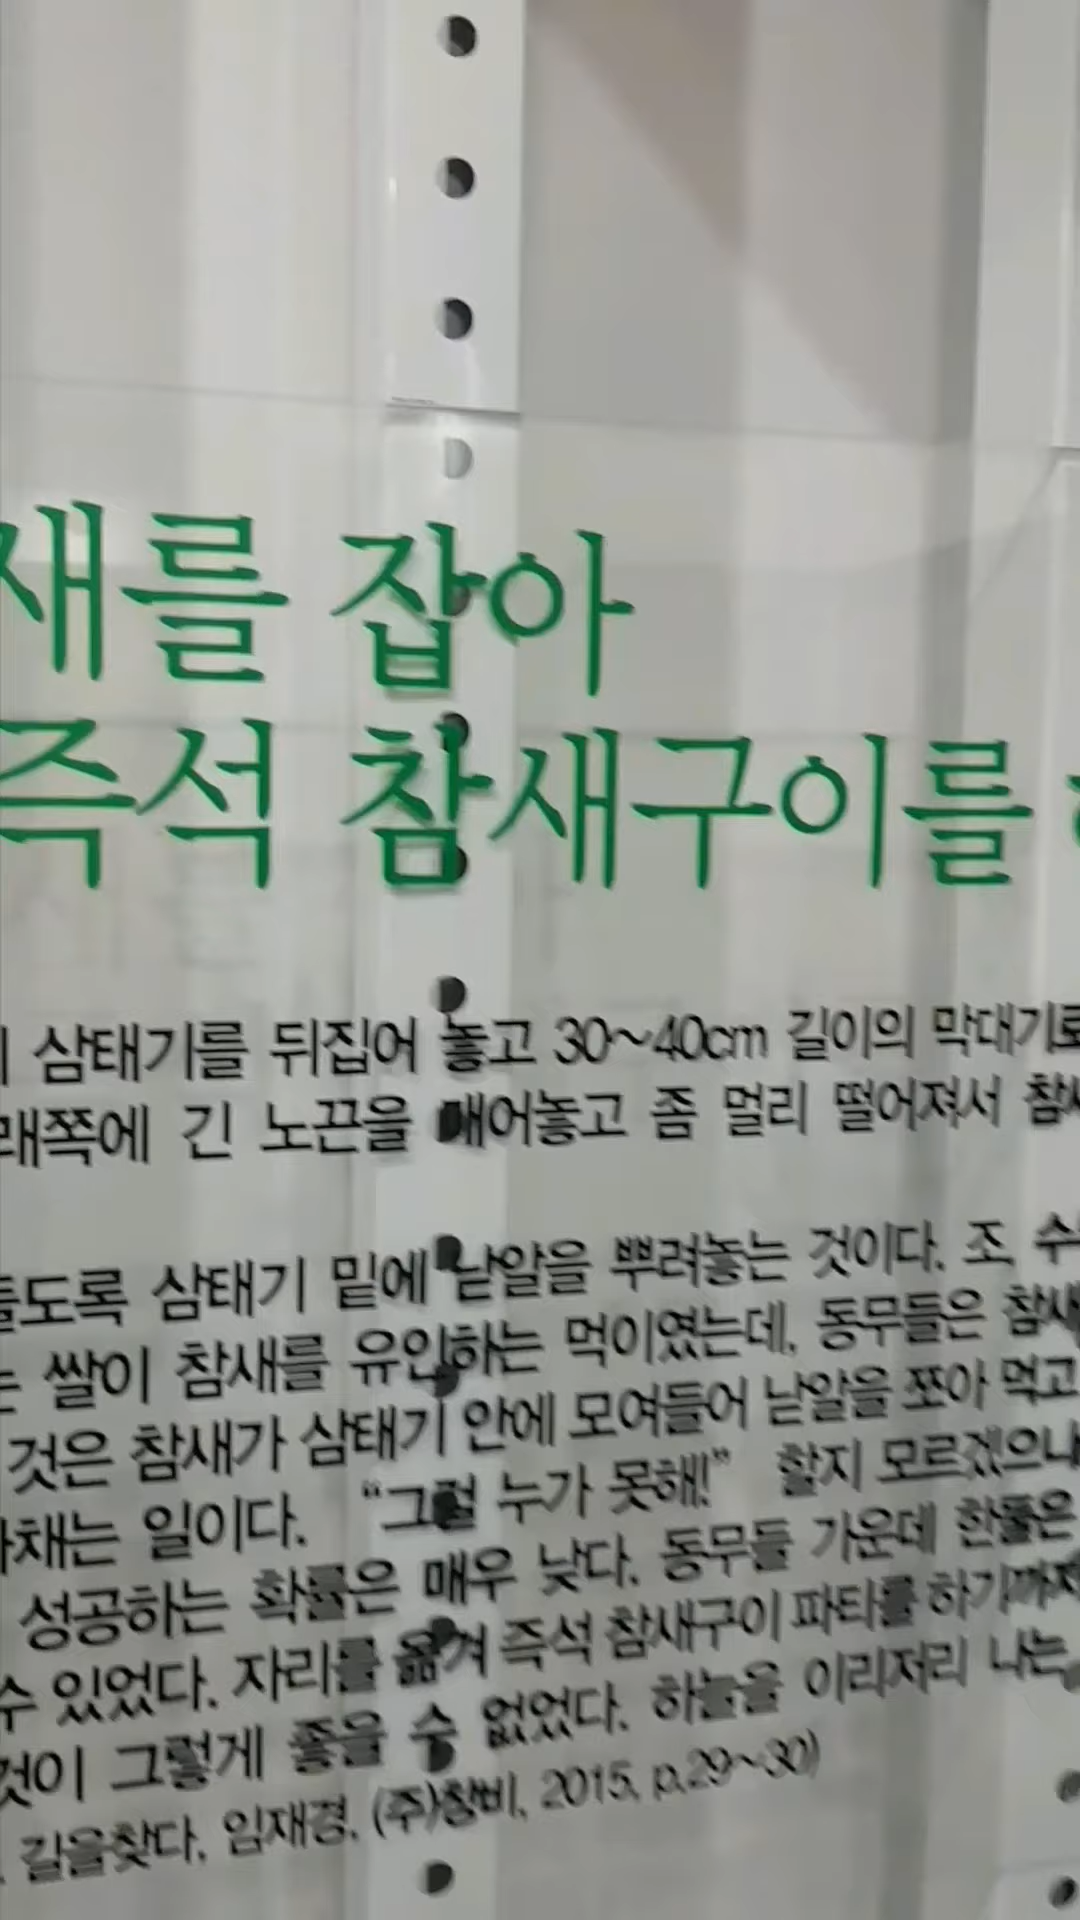 새를 잡아
즉석 참새구이를
삼태기를 뒤집어 놓고 30~40cm 길이의 막대기로
래쪽에 긴 노끈을 매어놓고 좀 멀리 떨어져서
들도록 삼태기 밑에 낱알을 뿌려놓는 것이다. 조, 수
는 쌀이 참새를 유인하는 먹이였는데, 동무들은 참새
것은 참새가 삼태기 안에 모여들어 낱알을 쪼아 먹고
아채는 일이다. “그럴 누가 못해!” 할지 모르겠으나
성공하는 확률은 매우 낮다. 동무들 가운데 한둘은
수 있었다. 자리를 옮겨 즉석 참새구이 파티를 하기까지
것이 그렇게 좋을 수 없었다. 하늘을 이리저리 나는
길을찾다, 임재경, (주)창비, 2015, p.29~30)